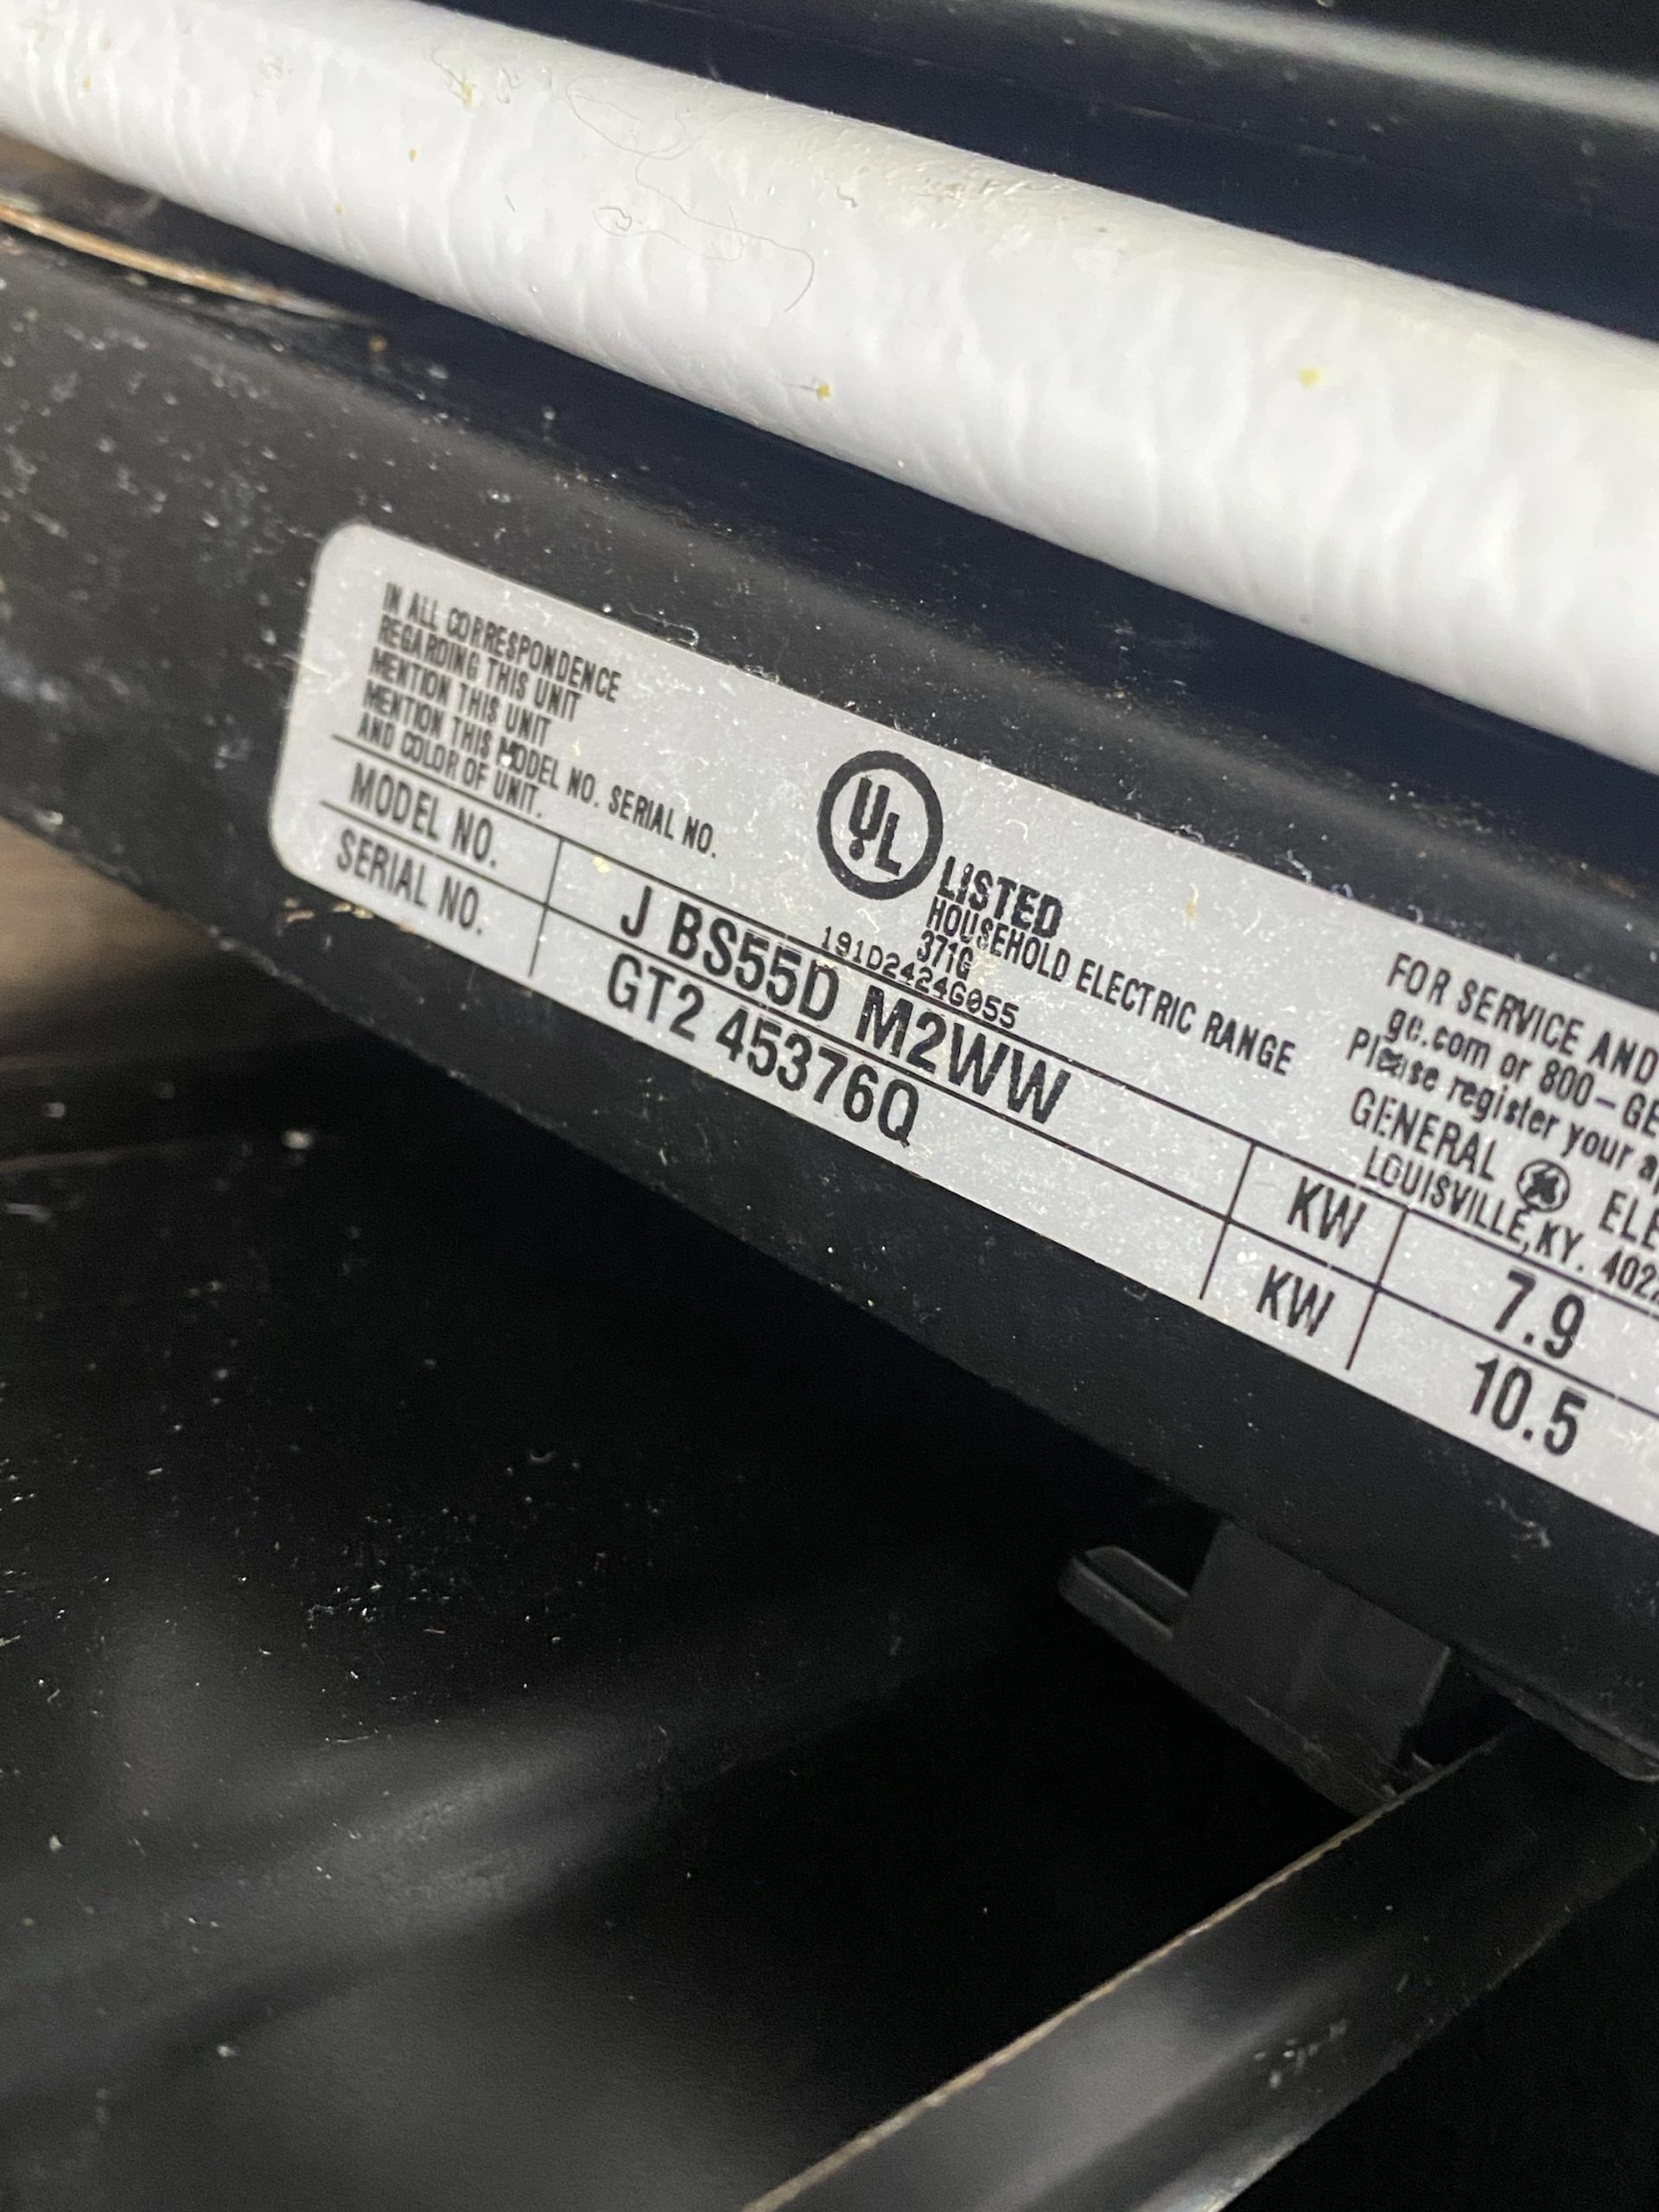 IN ALL CORRESPONDENCE
REGARDING THIS UNIT
MENTION THIS UNIT
MENTION THIS MODEL NO. SERIAL NO.
AND COLOR OF UNIT.
UL
LISTED
HOUSEHOLD ELECTRIC RANGE
371G
191D2424G055
FOR SERVICE AND
ge.com or 800-GE
Please register your
GENERAL GE
LOUISVILLE, KY.
MODEL NO. J BS55D M2WW KW 7.9
SERIAL NO. GT2 45376Q KW 10.5